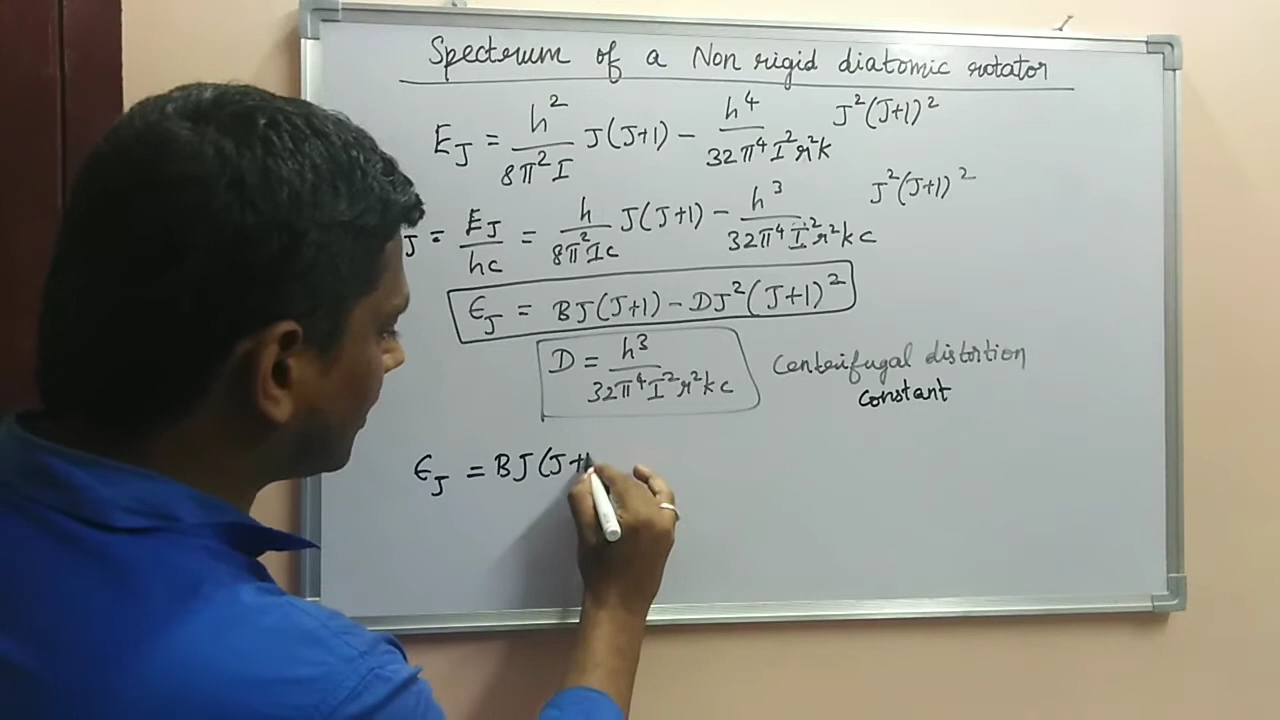 Spectrum of a Non rigid diatomic rotator
E_J = h²/8π²I J(J+1) − h⁴/32π⁴I²r²k J²(J+1)²
J = E_J/hc = h/8π²Ic J(J+1) − h³/32π⁴I²r²kc J²(J+1)²
ϵ_J = BJ(J+1) − DJ²(J+1)²
D = h³/32π⁴I²r²kc Centrifugal distortion
constant
ϵ_J = BJ(J+1